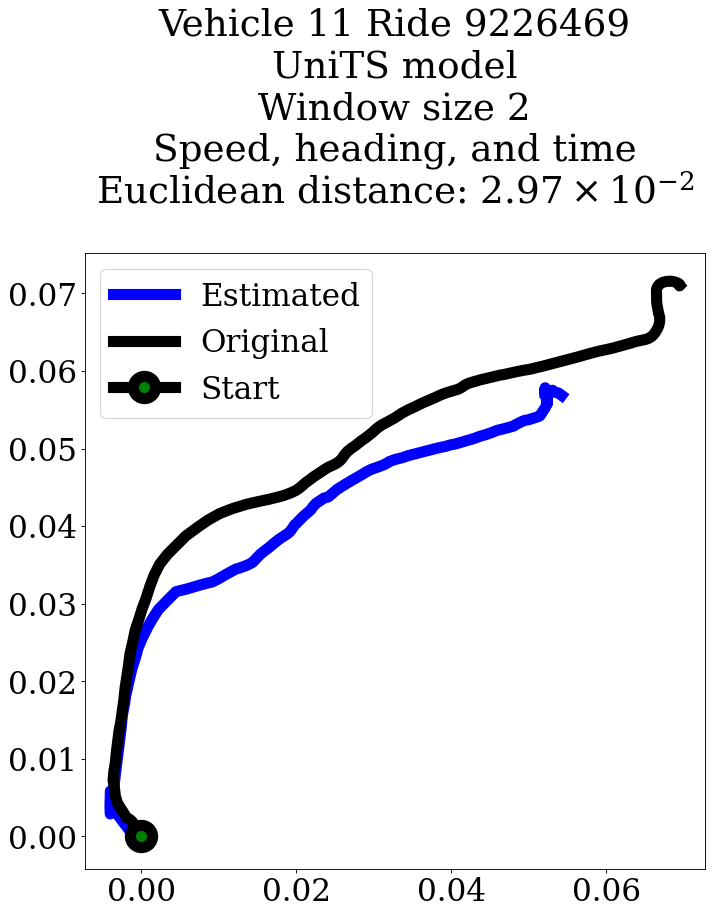 Vehicle 11 Ride 9226469
UniTS model
Window size 2
Speed, heading, and time
Euclidean distance: $2.97 \times 10^{-2}$
Estimated
Original
Start
0.07
0.06
0.05
0.04
0.03
0.02
0.01
0.00
0.00 0.02 0.04 0.06